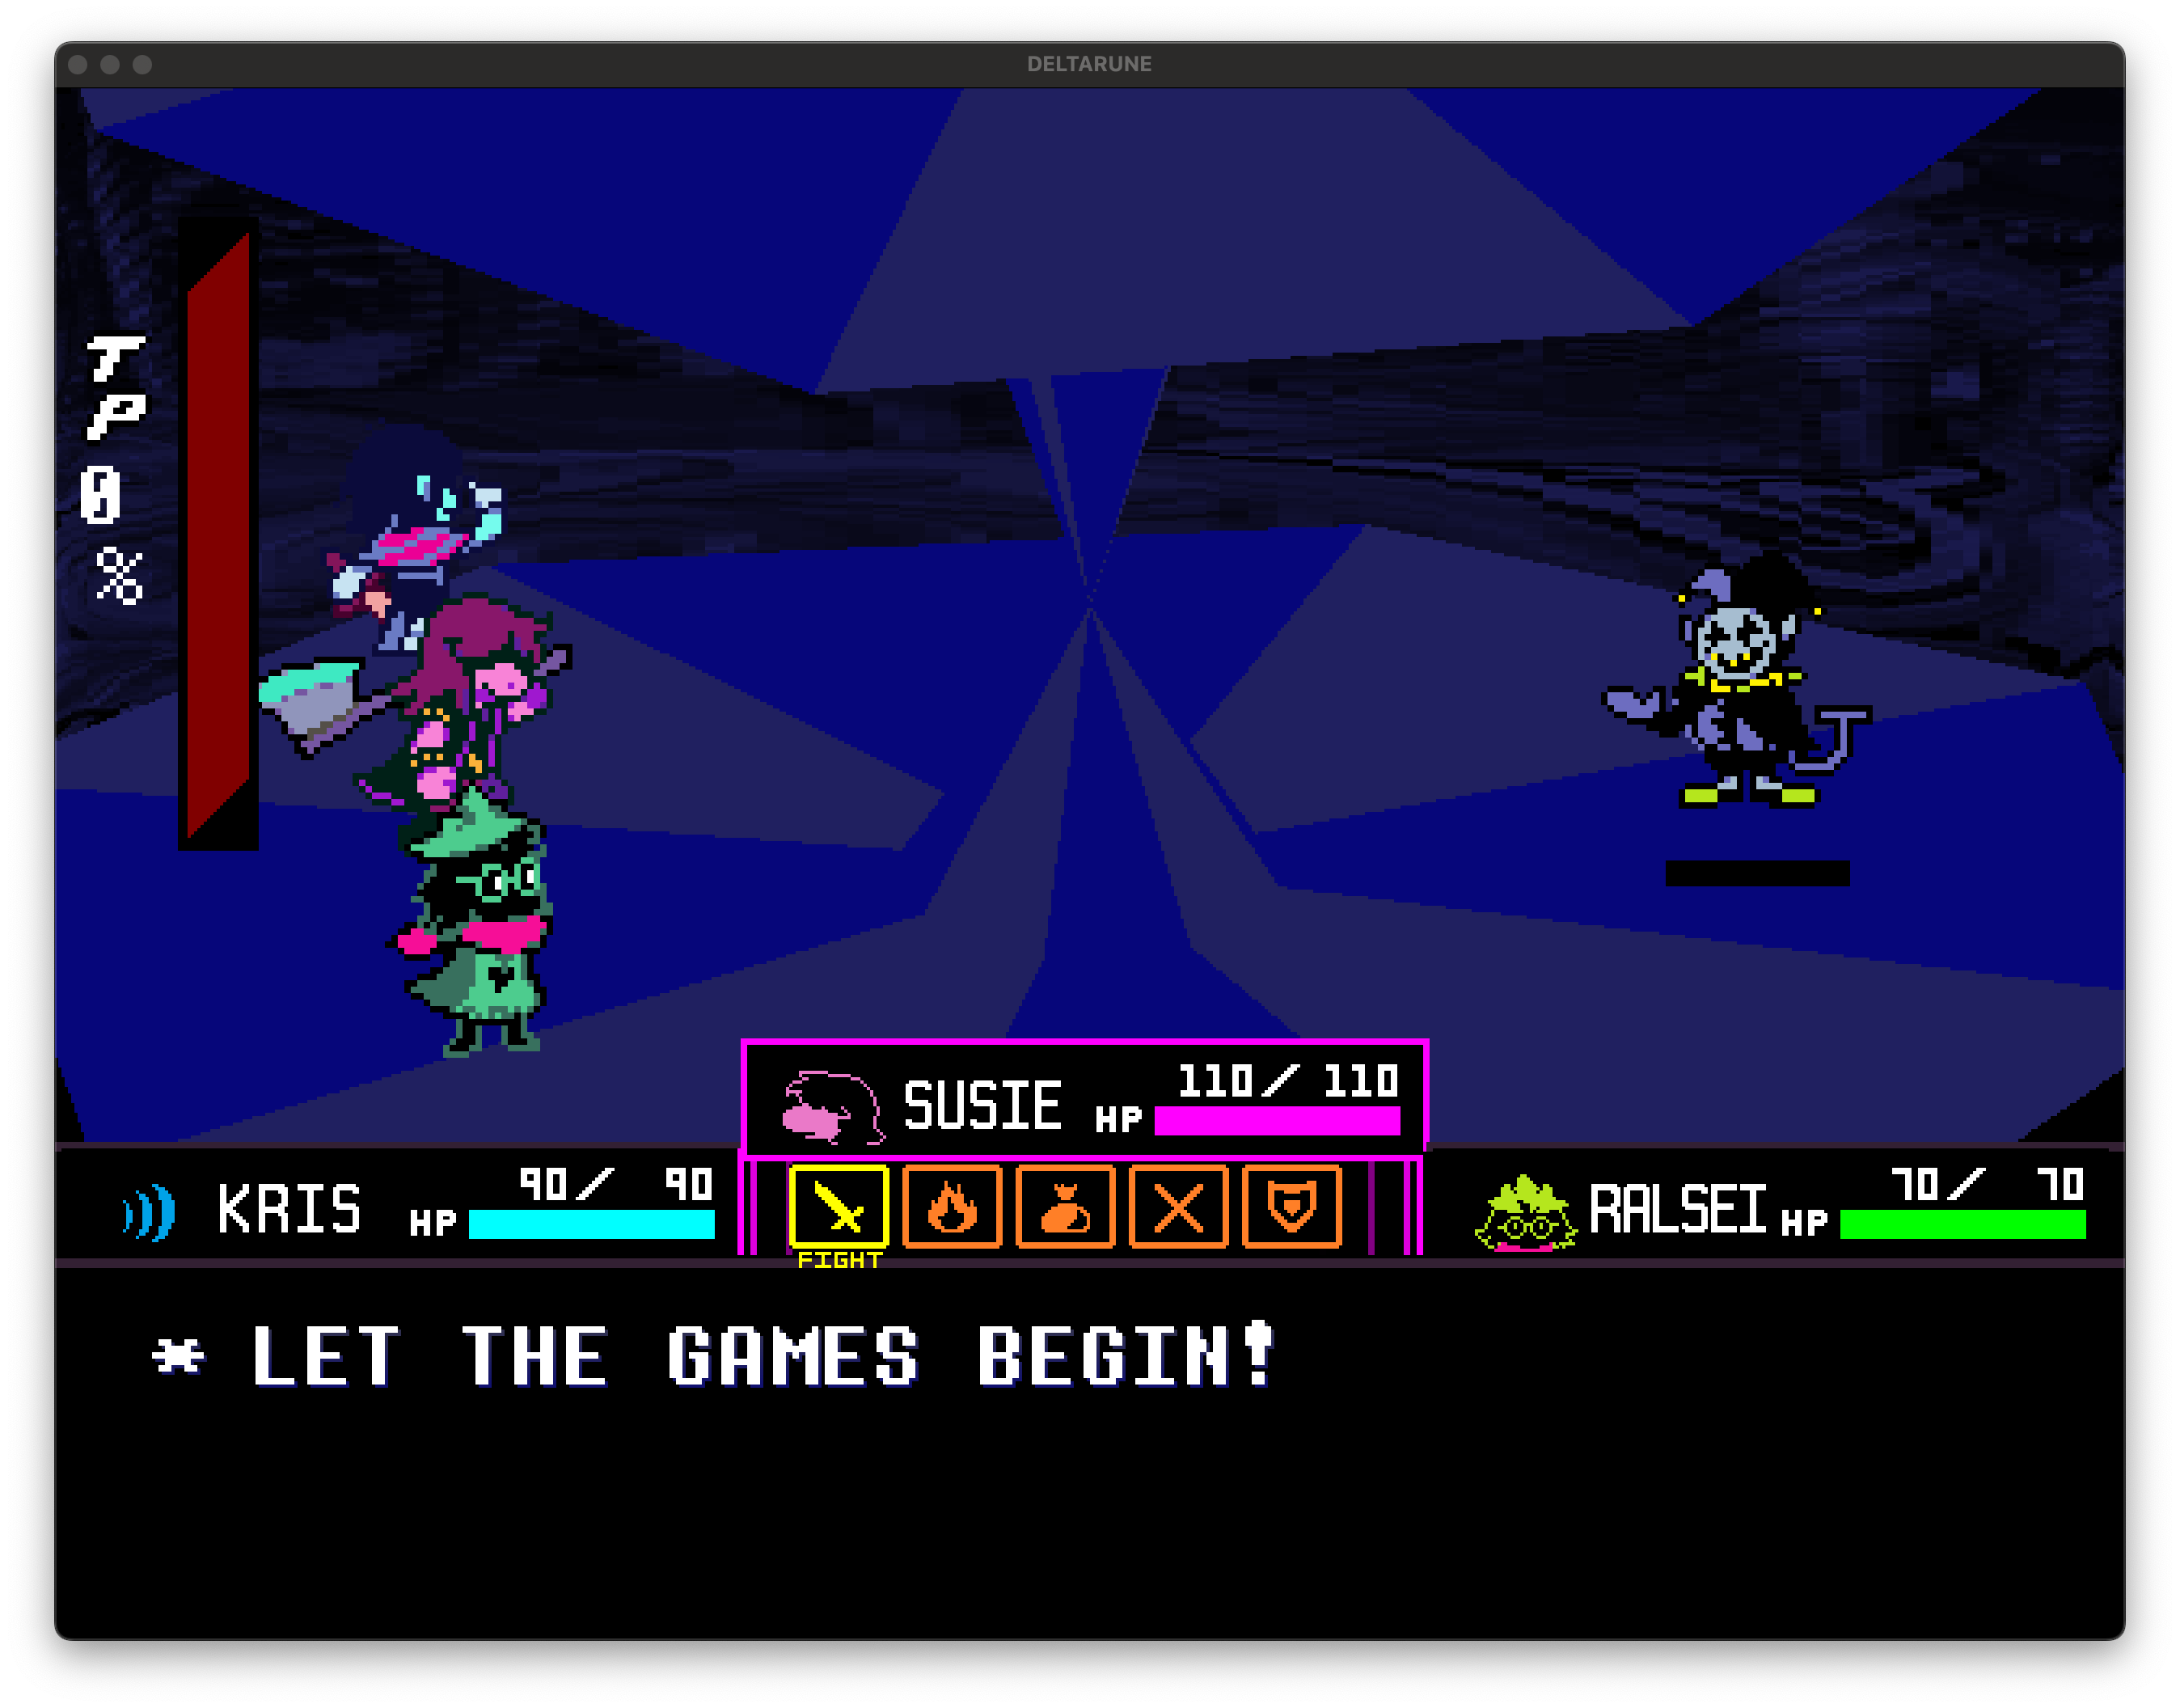 DELTARUNE
TP
0
%
SUSIE HP 110/ 110
KRIS HP 90/ 90
RALSEI HP 70/ 70
FIGHT
* LET THE GAMES BEGIN!